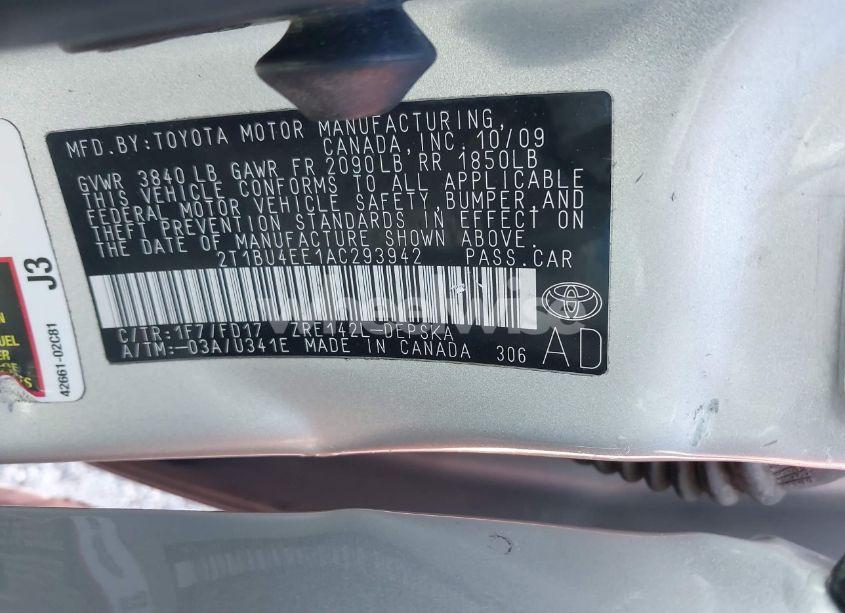 MFD.BY:TOYOTA MOTOR MANUFACTURING,
CANADA, INC. 10/09
GVWR 3840 LB GAWR FR 2090LB RR 1850LB
THIS VEHICLE CONFORMS TO ALL APPLICABLE
FEDERAL MOTOR VEHICLE SAFETY, BUMPER, AND
THEFT PREVENTION STANDARDS IN EFFECT ON
THE DATE OF MANUFACTURE SHOWN ABOVE.
2T1BU4EE1AC293942 PASS.CAR
C/TR:1F7/FD17 ZRE142L-DEPSKA
A/TM:-03A/U341E MADE IN CANADA 306
AD
J3
42661-02C81